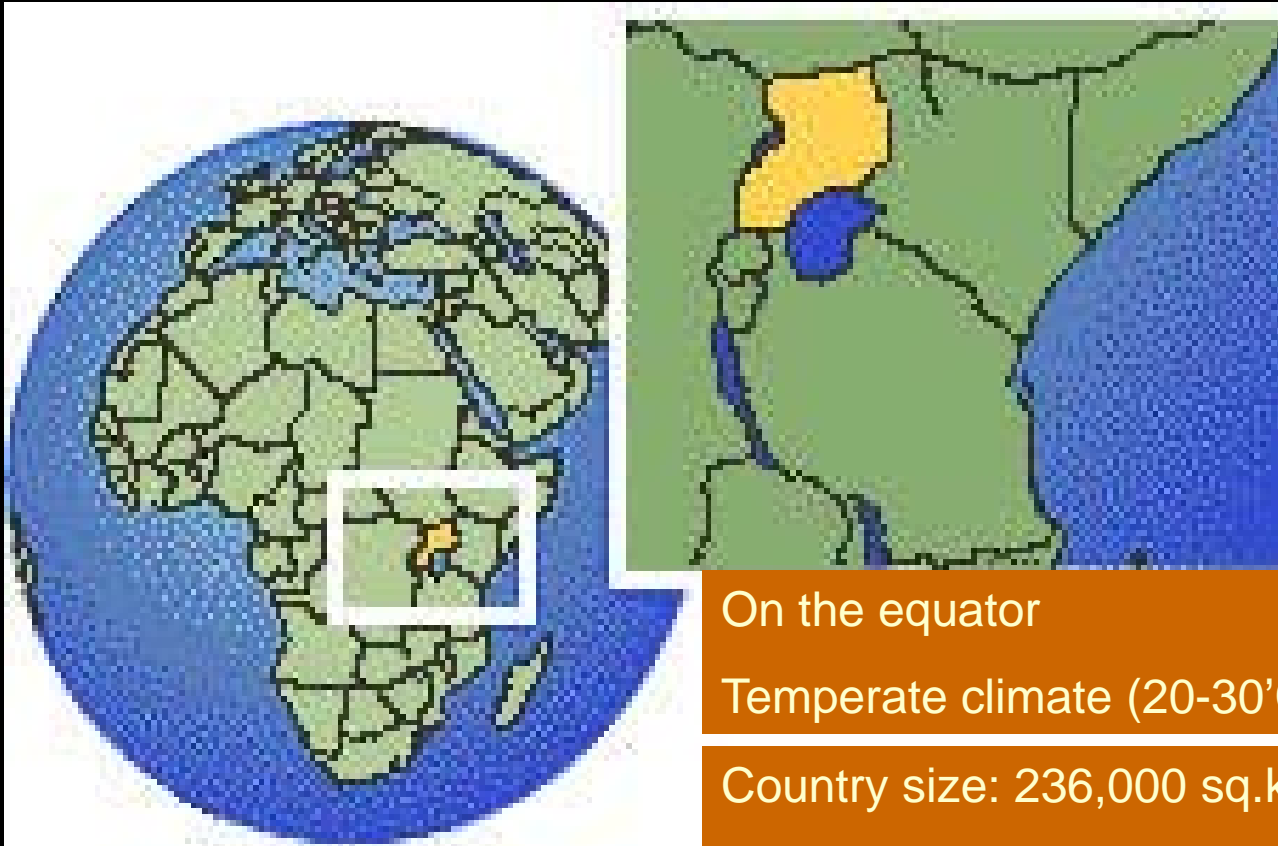 On the equator
Temperate climate (20-30’
Country size: 236,000 sq.k